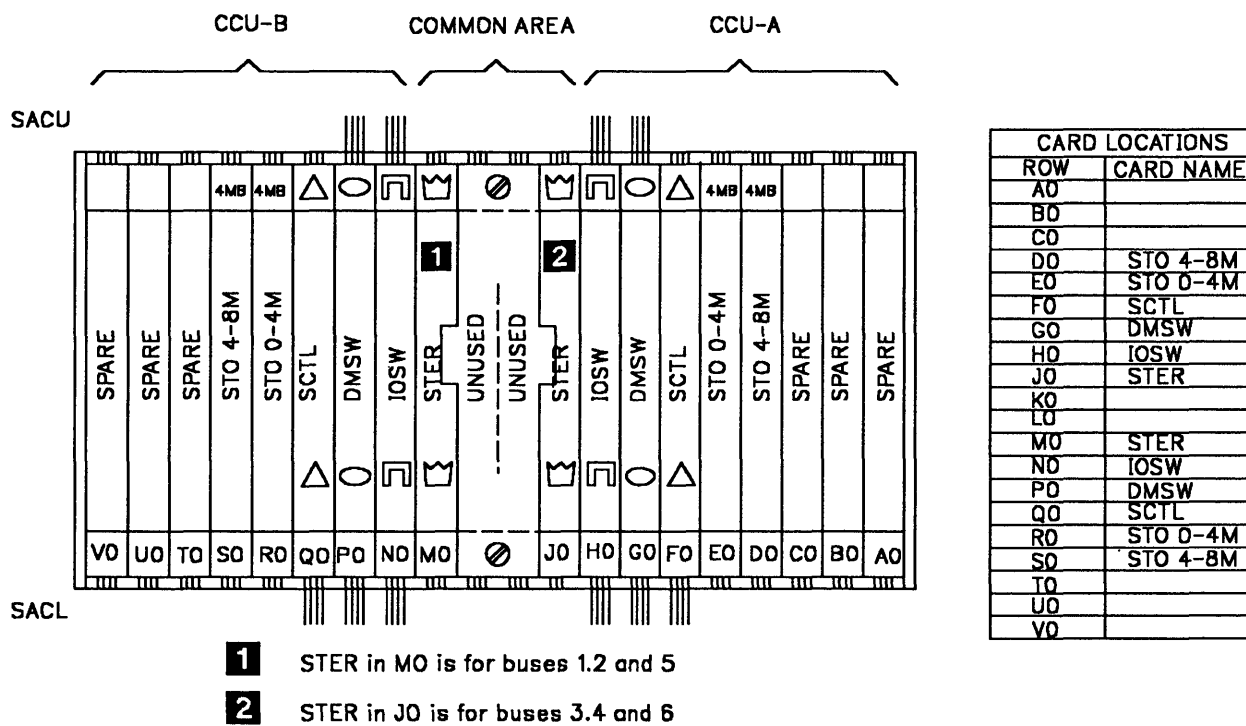 CCU-B COMMON AREA CCU-A
SACU
4MB 4MB 4MB 4MB
1 2
SPARE SPARE SPARE STO 4-8M STO 0-4M SCTL DMSW IOSW STER UNUSED UNUSED STER IOSW DMSW SCTL STO 0-4M STO 4-8M SPARE SPARE SPARE
V0 U0 T0 S0 R0 Q0 P0 N0 M0 J0 H0 G0 F0 E0 D0 C0 B0 A0
SACL
1 STER in M0 is for buses 1.2 and 5
2 STER in J0 is for buses 3.4 and 6
CARD LOCATIONS
ROW CARD NAME
A0
B0
C0
D0 STO 4-8M
E0 STO 0-4M
F0 SCTL
G0 DMSW
H0 IOSW
J0 STER
K0
L0
M0 STER
N0 IOSW
P0 DMSW
Q0 SCTL
R0 STO 0-4M
S0 STO 4-8M
T0
U0
V0